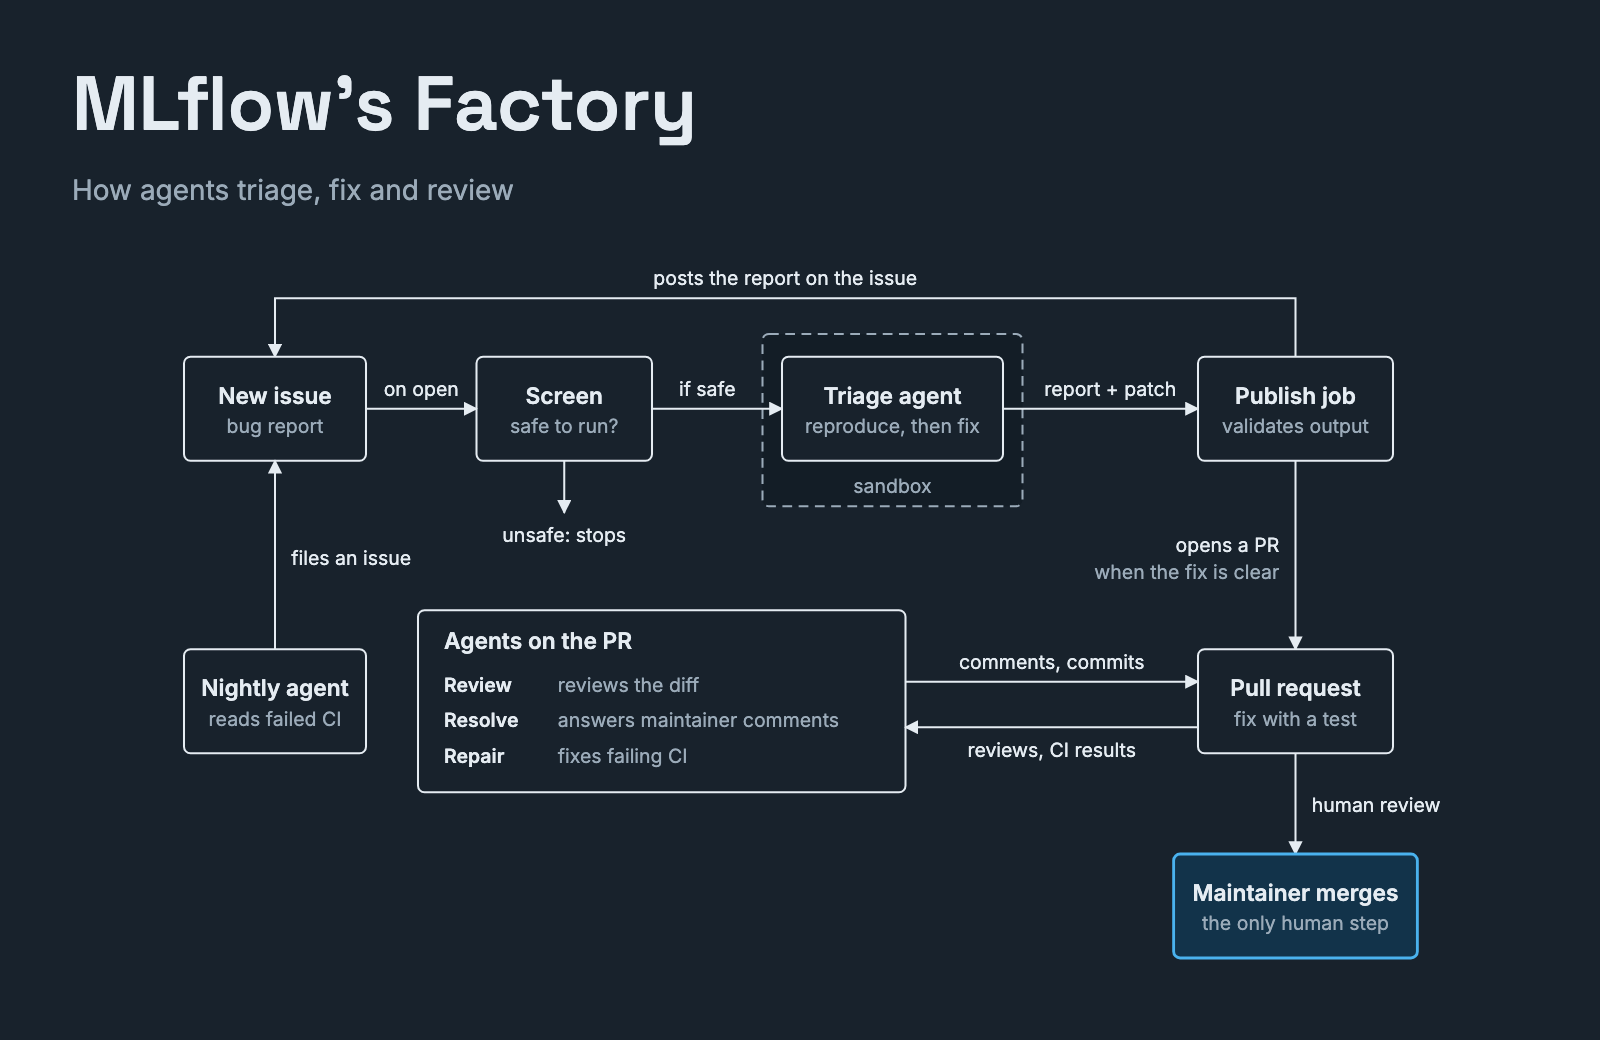 MLflow’s Factory
How agents triage, fix and review
posts the report on the issue
New issue
bug report
on open
Screen
safe to run?
if safe
Triage agent
reproduce, then fix
sandbox
report + patch
Publish job
validates output
unsafe: stops
files an issue
opens a PR
when the fix is clear
Nightly agent
reads failed CI
Agents on the PR
Review reviews the diff
Resolve answers maintainer comments
Repair fixes failing CI
comments, commits
reviews, CI results
Pull request
fix with a test
human review
Maintainer merges
the only human step